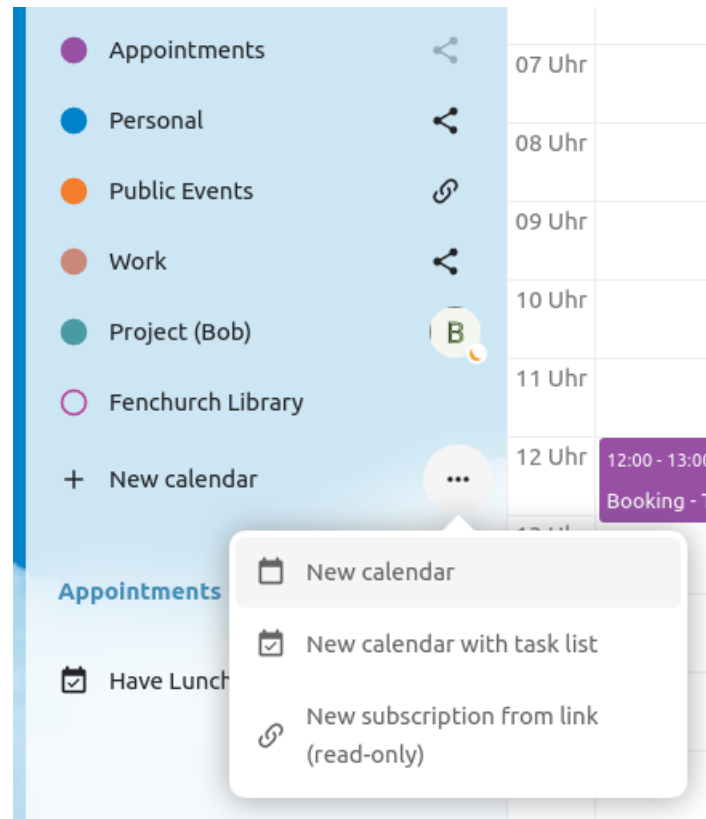 Appointments
Personal
Public Events
Work
Project (Bob)
B
Fenchurch Library
New calendar
New calendar
New calendar with task list
New subscription from link
(read-only)
Appointments
Have Lunch
07 Uhr
08 Uhr
09 Uhr
10 Uhr
11 Uhr
12 Uhr
12:00 - 13:00
Booking -